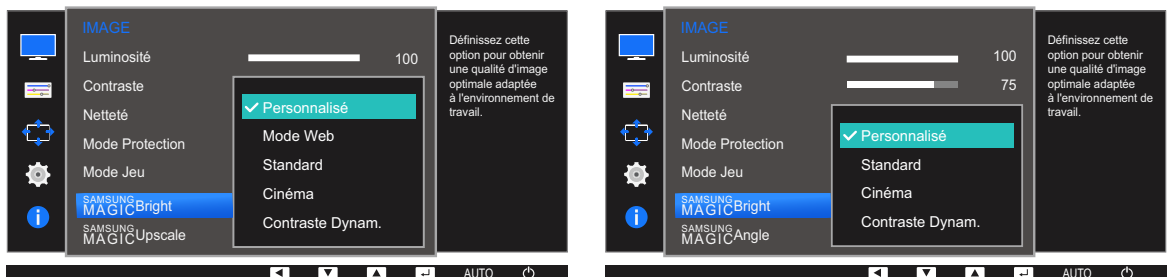 IMAGE
Luminosité 100
Contraste
Netteté
Mode Protection
Mode Jeu
SAMSUNG
MAGICBright
SAMSUNG
MAGICUpscale
Personnalisé
Mode Web
Standard
Cinéma
Contraste Dynam.
Définissez cette
option pour obtenir
une qualité d'image
optimale adaptée
à l'environnement de
travail.
AUTO
IMAGE
Luminosité 100
Contraste 75
Netteté
Mode Protection
Mode Jeu
SAMSUNG
MAGICBright
SAMSUNG
MAGICAngle
Personnalisé
Standard
Cinéma
Contraste Dynam.
Définissez cette
option pour obtenir
une qualité d'image
optimale adaptée
à l'environnement de
travail.
AUTO